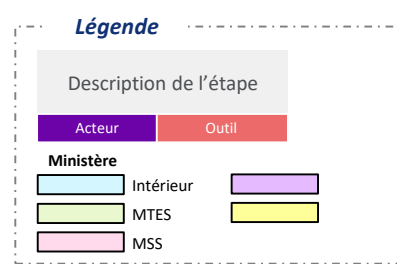 Légende
Description de l'étape
Acteur Outil
Ministère
Intérieur
MTES
MSS